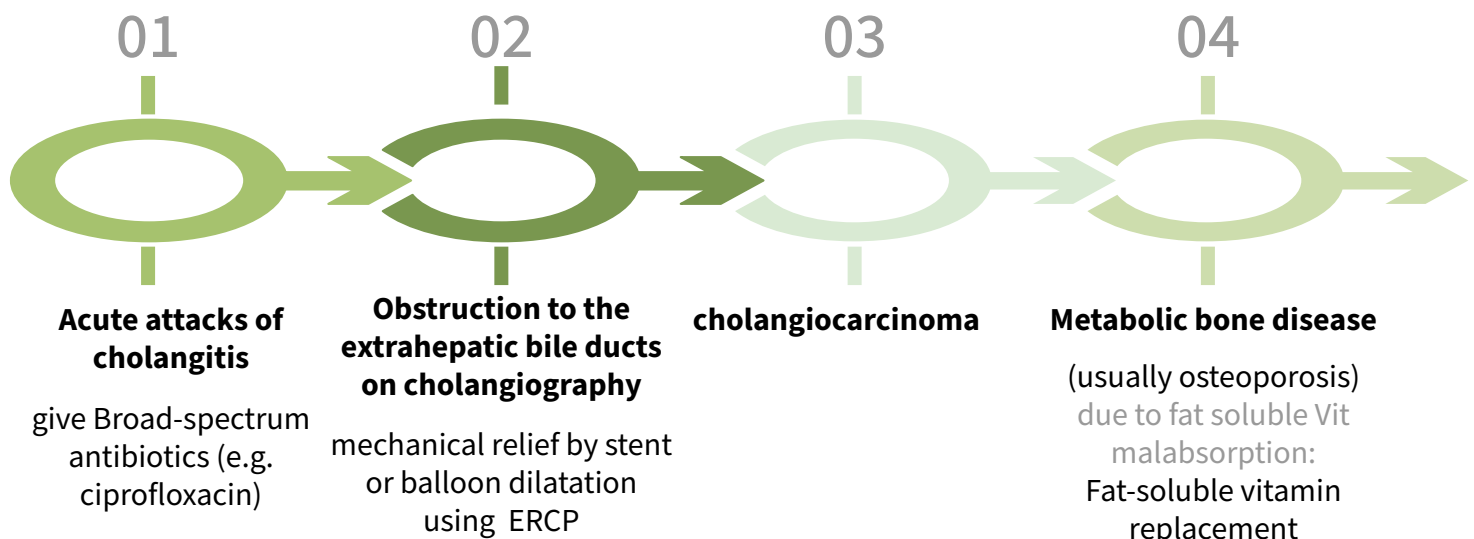 01
Acute attacks of
cholangitis
give Broad-spectrum
antibiotics (e.g.
ciprofloxacin)
02
Obstruction to the
extrahepatic bile ducts
on cholangiography
mechanical relief by stent
or balloon dilatation
using ERCP
03
cholangiocarcinoma
04
Metabolic bone disease
(usually osteoporosis)
due to fat soluble Vit
malabsorption:
Fat-soluble vitamin
replacement